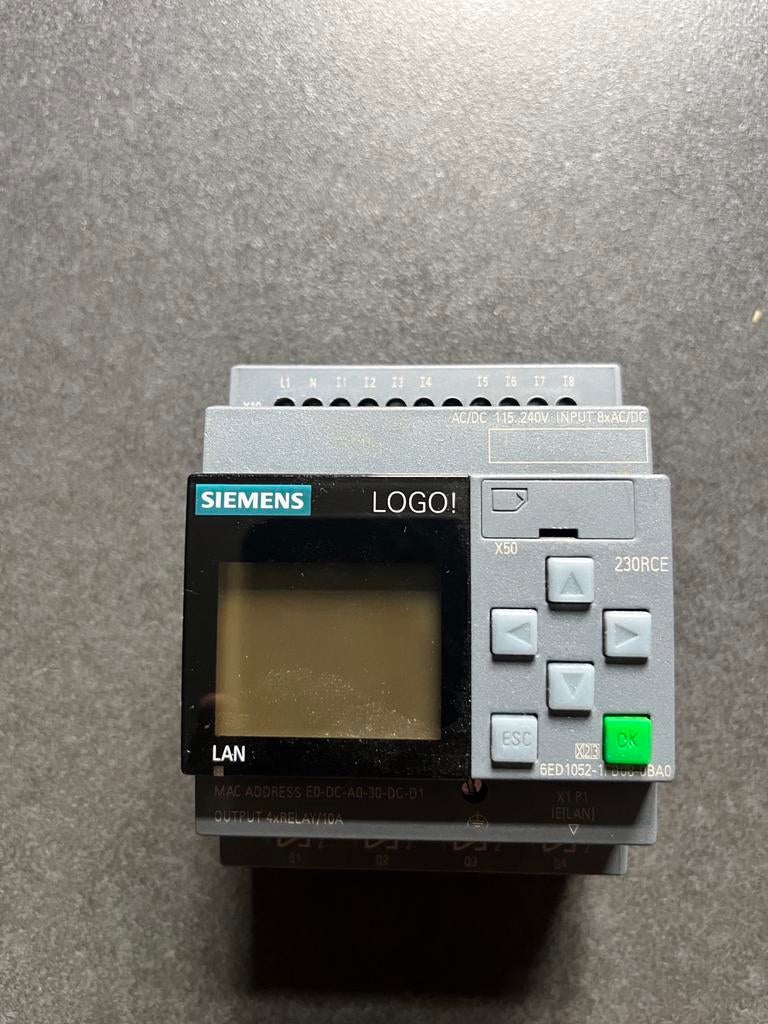 L1 N I1 I2 I3 I4 I5 I6 I7 I8
AC/DC 115..240V INPUT 8xAC/DC
SIEMENS LOGO!
X50
230RCE
ESC OK
LAN
X 2 3
MAC ADDRESS E0-DC-A0-30-DC-D1
X1 P1
OUTPUT 4xRELAY/10A
IE(LAN)
Q1 Q2 Q3 Q4